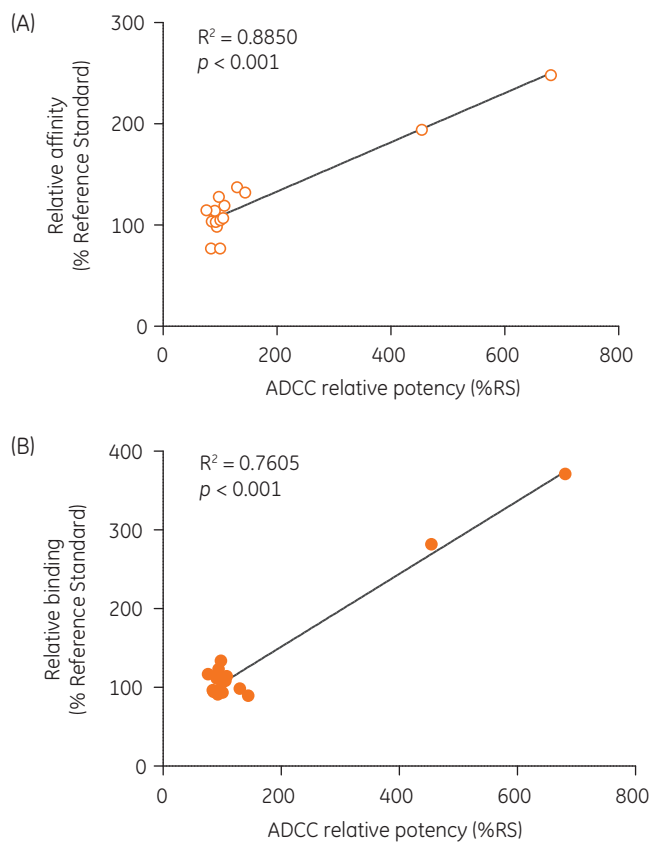 (A)
R² = 0.8850
p < 0.001
Relative affinity
(% Reference Standard)
300
200
100
0
0 200 400 600 800
ADCC relative potency (%RS)
(B)
R² = 0.7605
p < 0.001
Relative binding
(% Reference Standard)
400
300
200
100
0
0 200 400 600 800
ADCC relative potency (%RS)